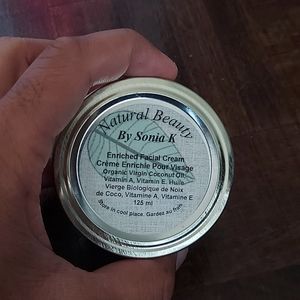 Natural Beauty
By Sonia K
Enriched Facial Cream
Crème Enrichie Pour Visage
Organic Virgin Coconut Oil,
Vitamin A, Vitamin E. Huile
Vierge Biologique de Noix
de Coco, Vitamine A, Vitamine E
125 ml
Store in cool place. Gardez au frais.